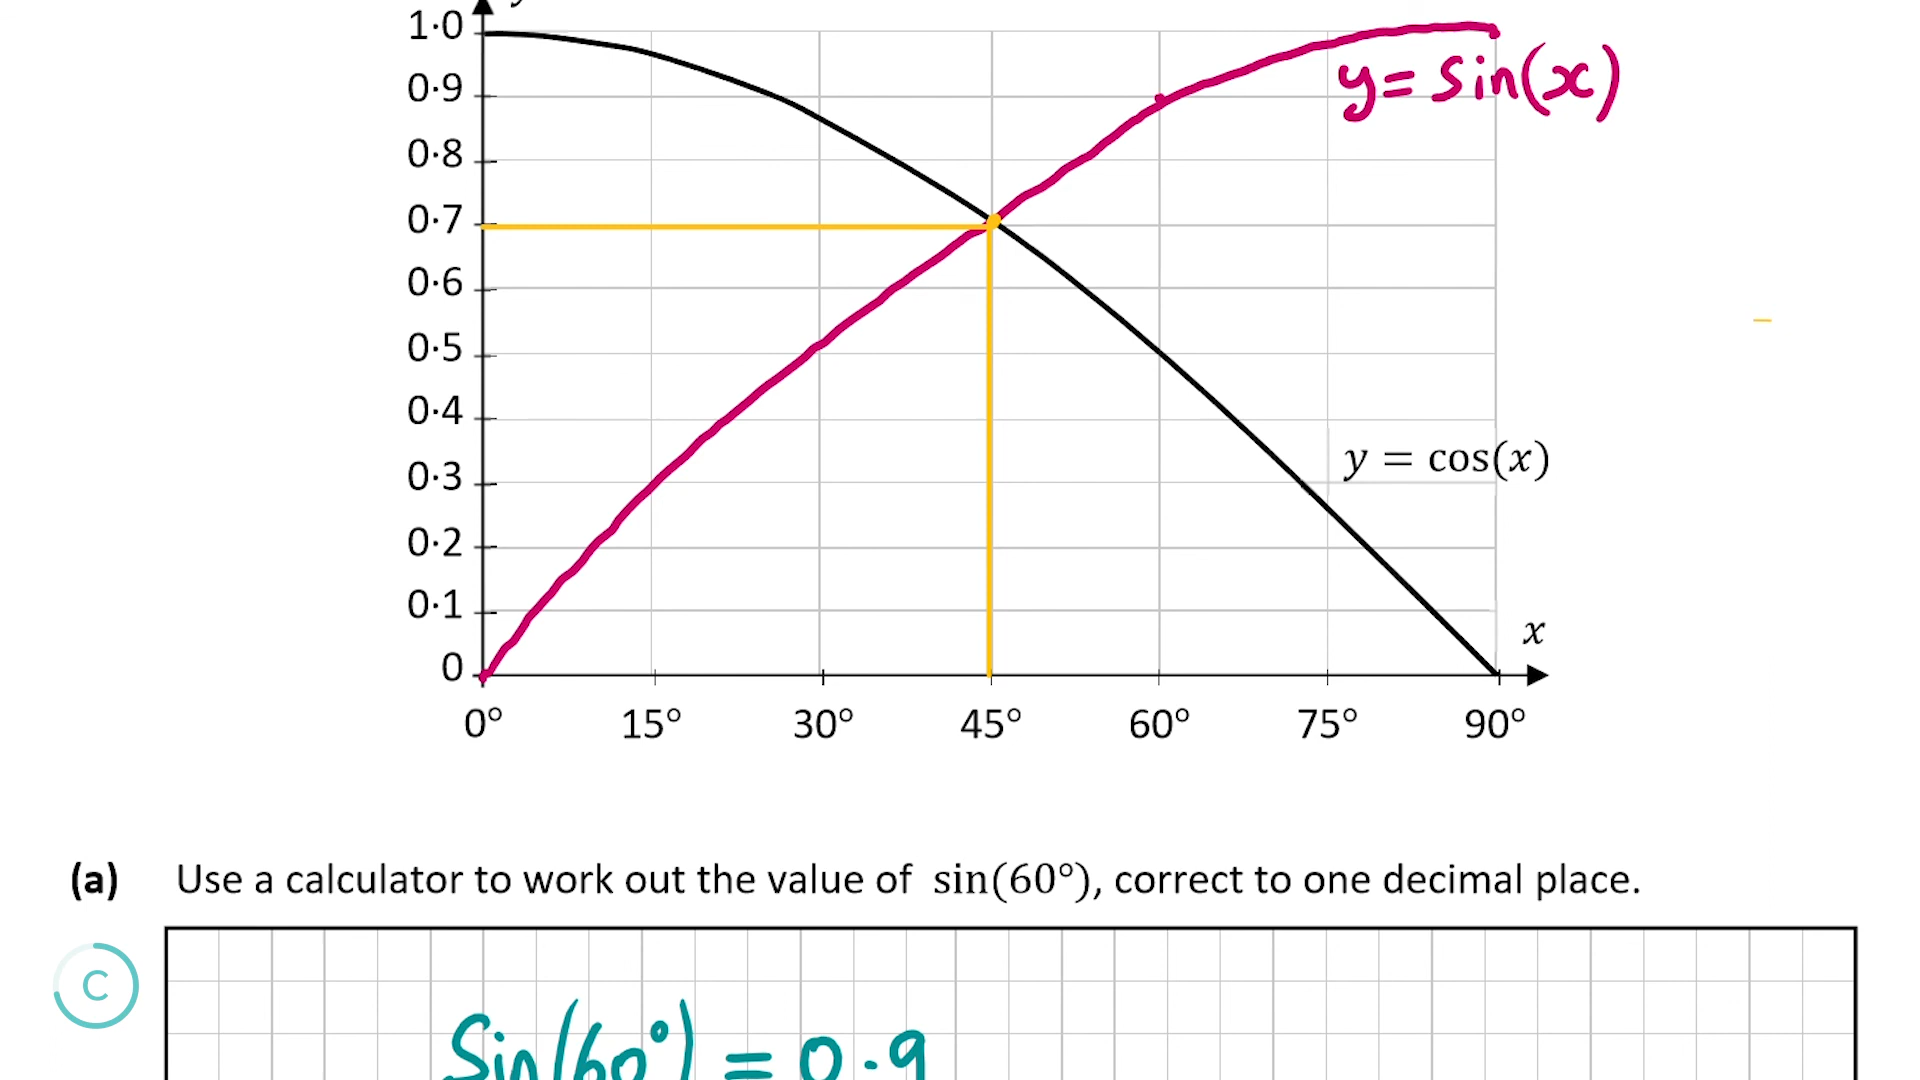 1·0
0·9
y = sin(x)
0·8
0·7
0·6
0·5
0·4
y = cos(x)
0·3
0·2
0·1
x
0
0° 15° 30° 45° 60° 75° 90°
(a) Use a calculator to work out the value of sin(60°), correct to one decimal place.
C
Sin(60°) = 0.9